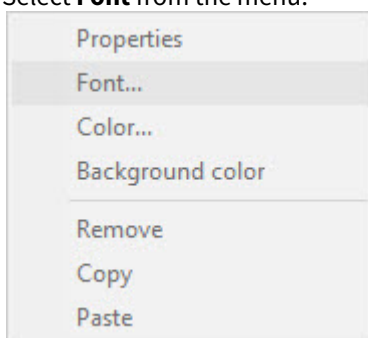 Select Font from the menu.
Properties
Font...
Color...
Background color
Remove
Copy
Paste